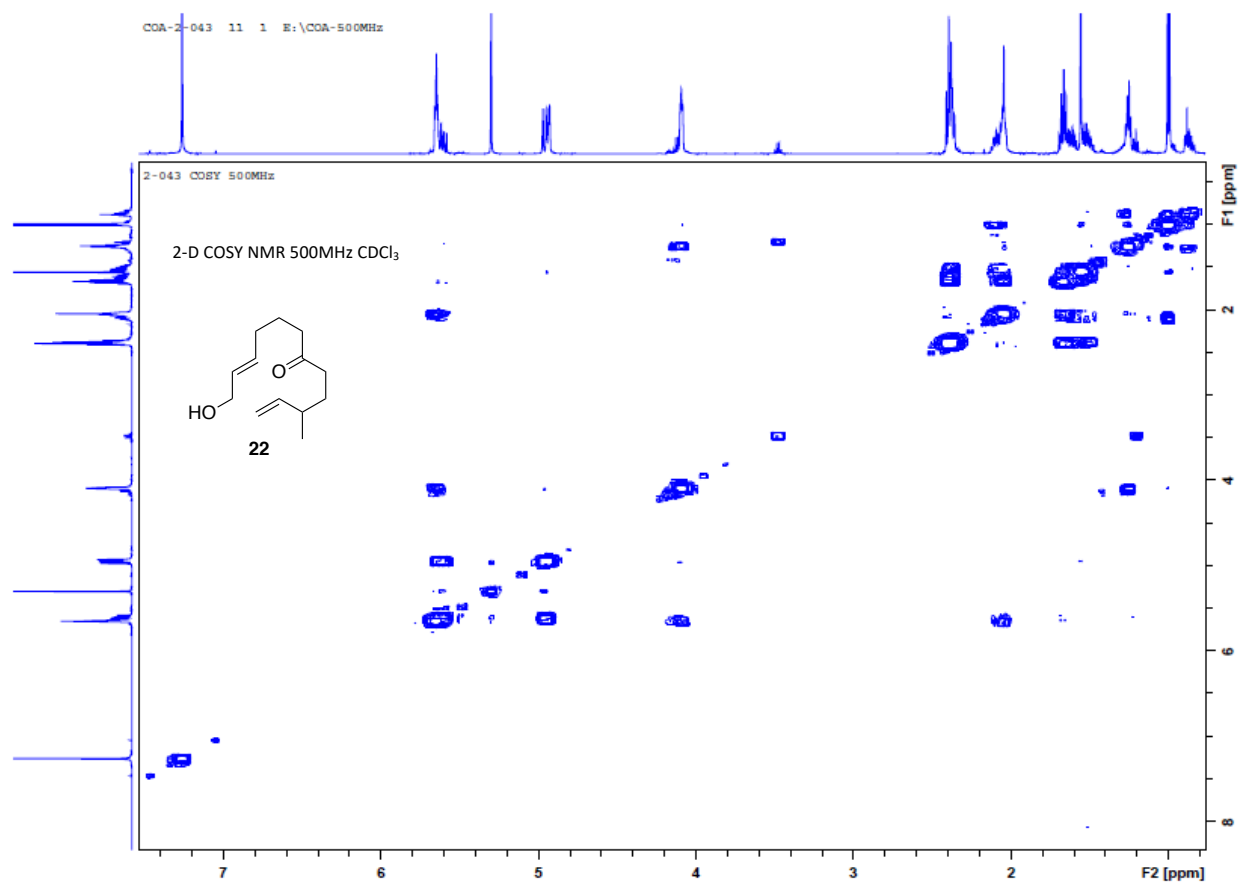 COA-2-043 11 1 E:\COA-500MHz
2-043 COSY 500MHz
2-D COSY NMR 500MHz CDCl₃
O
HO
22
F1 [ppm]
2
4
6
8
7 6 5 4 3 2 F2 [ppm]